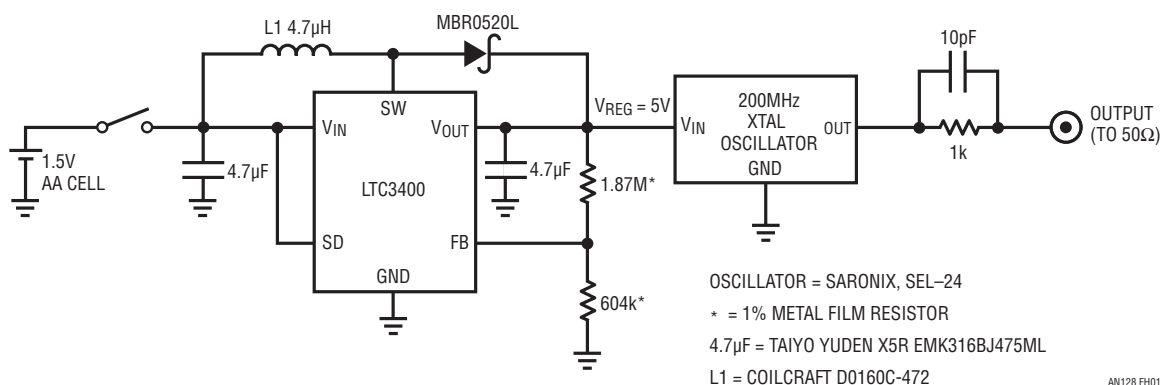 L1 4.7µH
MBR0520L
10pF
SW
VREG = 5V
200MHz
XTAL
OSCILLATOR
VIN
VOUT
VIN
OUT
OUTPUT
(TO 50Ω)
1k
GND
1.5V
AA CELL
4.7µF
LTC3400
4.7µF
1.87M*
SD
FB
GND
604k*
OSCILLATOR = SARONIX, SEL–24
* = 1% METAL FILM RESISTOR
4.7µF = TAIYO YUDEN X5R EMK316BJ475ML
L1 = COILCRAFT D0160C-472
AN128 FH01